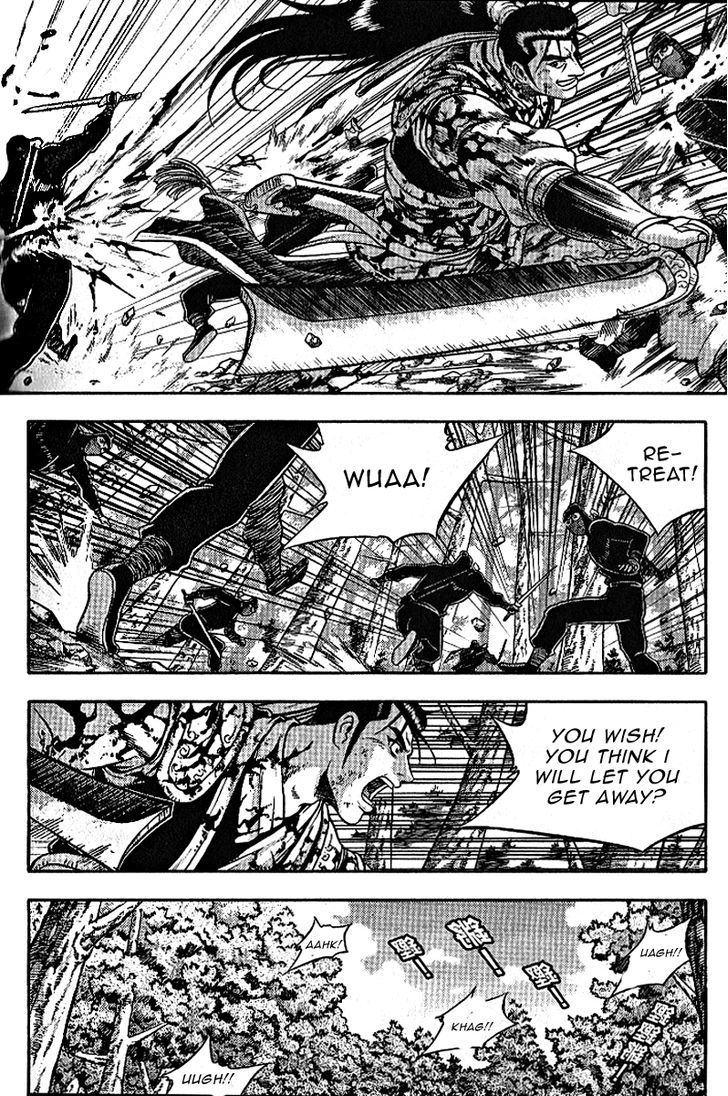 WUAA!
RE-
TREAT!
YOU WISH!
YOU THINK I
WILL LET YOU
GET AWAY?
AAHK!
UAGH!!
KHAG!!
UUGH!!